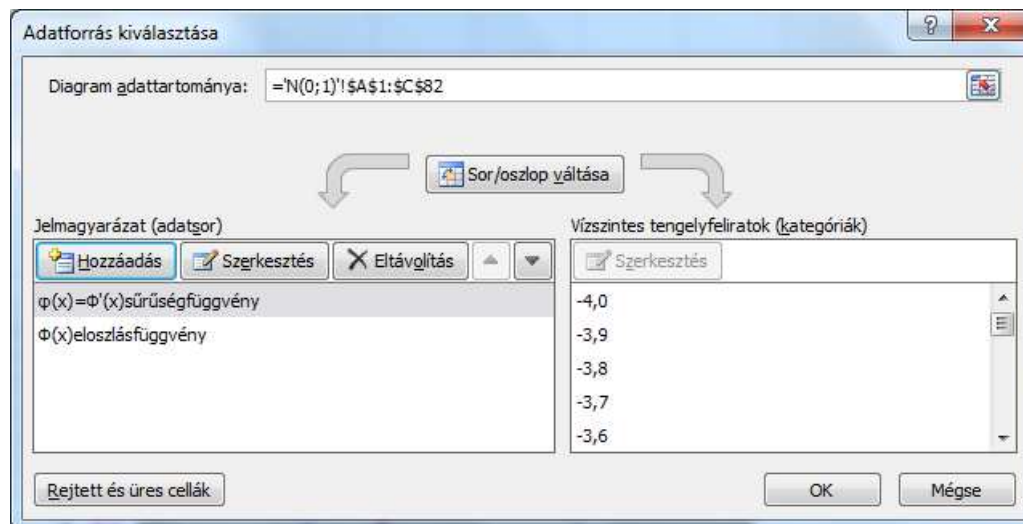 Adatforrás kiválasztása
Diagram adattartománya: ='N(0;1)'!$A$1:$C$82
Sor/oszlop váltása
Jelmagyarázat (adatsor)
Hozzáadás Szerkesztés Eltávolítás
φ(x)=Φ'(x)sűrűségfüggvény
Φ(x)eloszlásfüggvény
Vízszintes tengelyfeliratok (kategóriák)
Szerkesztés
-4,0
-3,9
-3,8
-3,7
-3,6
Rejtett és üres cellák
OK Mégse